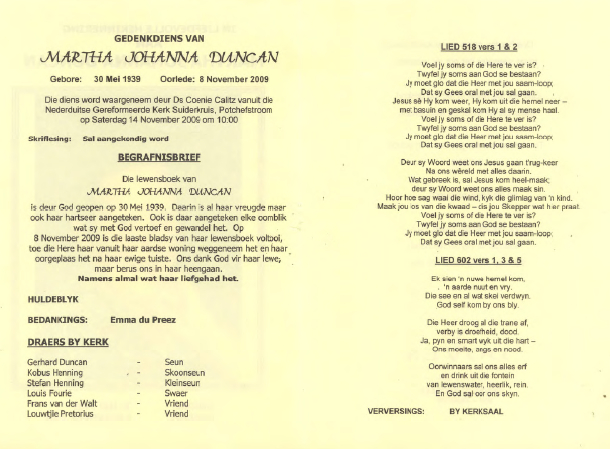 GEDENKDIENS VAN
MARTHA JOHANNA DUNCAN
Gebore: 30 Mei 1939 Oorlede: 8 November 2009
Die diens word waargeneem deur Ds Coenie Calitz vanuit die
Nederduitse Gereformeerde Kerk Suiderkruis, Potchefstroom
op Saterdag 14 November 2009 om 10:00
Skriflesing: Sal aangekondig word
BEGRAFNISBRIEF
Die lewensboek van
MARTHA JOHANNA DUNCAN
is deur God geopen op 30 Mei 1939. Daarin is al haar vreugde maar
ook haar hartseer aangeteken. Ook is daar aangeteken elke oomblik
wat sy met God vertoef en gewandel het. Op
8 November 2009 is die laaste bladsy van haar lewensboek voltooi,
toe die Here haar vanuit haar aardse woning weggeneem het en haar
oorgeplaas het na haar ewige tuiste. Ons dank God vir haar lewe;
maar berus ons in haar heengaan.
Namens almal wat haar liefgehad het.
HULDEBLYK
BEDANKINGS: Emma du Preez
DRAERS BY KERK
Gerhard Duncan - Seun
Kobus Henning - Skoonseun
Stefan Henning - Kleinseun
Louis Fourie - Swaer
Frans van der Walt - Vriend
Louwtjie Pretorius - Vriend
LIED 518 vers 1 & 2
Voel jy soms of die Here te ver is?
Twyfel jy soms aan God se bestaan?
Jy moet glo dat die Heer met jou saam-loop;
Dat sy Gees oral met jou sal gaan.
Jesus sê Hy kom weer, Hy kom uit die hemel neer –
met basuin en geskal kom Hy al sy mense haal.
Voel jy soms of die Here te ver is?
Twyfel jy soms aan God se bestaan?
Jy moet glo dat die Heer met jou saam-loop;
Dat sy Gees oral met jou sal gaan.
Deur sy Woord weet ons Jesus gaan t'rug-keer
Na ons wêreld met alles daarin.
Wat gebreek is, sal Jesus kom heel-maak;
deur sy Woord weet ons alles maak sin.
Hoor hoe sag waai die wind, kyk die glimlag van 'n kind.
Maak jou os van die kwaad – dis jou Skepper wat hier praat.
Voel jy soms of die Here te ver is?
Twyfel jy soms aan God se bestaan?
Jy moet glo dat die Heer met jou saam-loop;
Dat sy Gees oral met jou sal gaan.
LIED 602 vers 1, 3 & 5
Ek sien 'n nuwe hemel kom,
'n aarde nuut en vry.
Die see en al wat skei verdwyn.
God self kom by ons bly.
Die Heer droog al die trane af,
verby is droefheid, dood.
Ja, pyn en smart wyk uit die hart –
Ons moeite, angs en nood.
Oorwinnaars sal ons alles erf
en drink uit die fontein
van lewenswater, heerlik, rein.
En God sal oor ons skyn.
VERVERSINGS: BY KERKSAAL